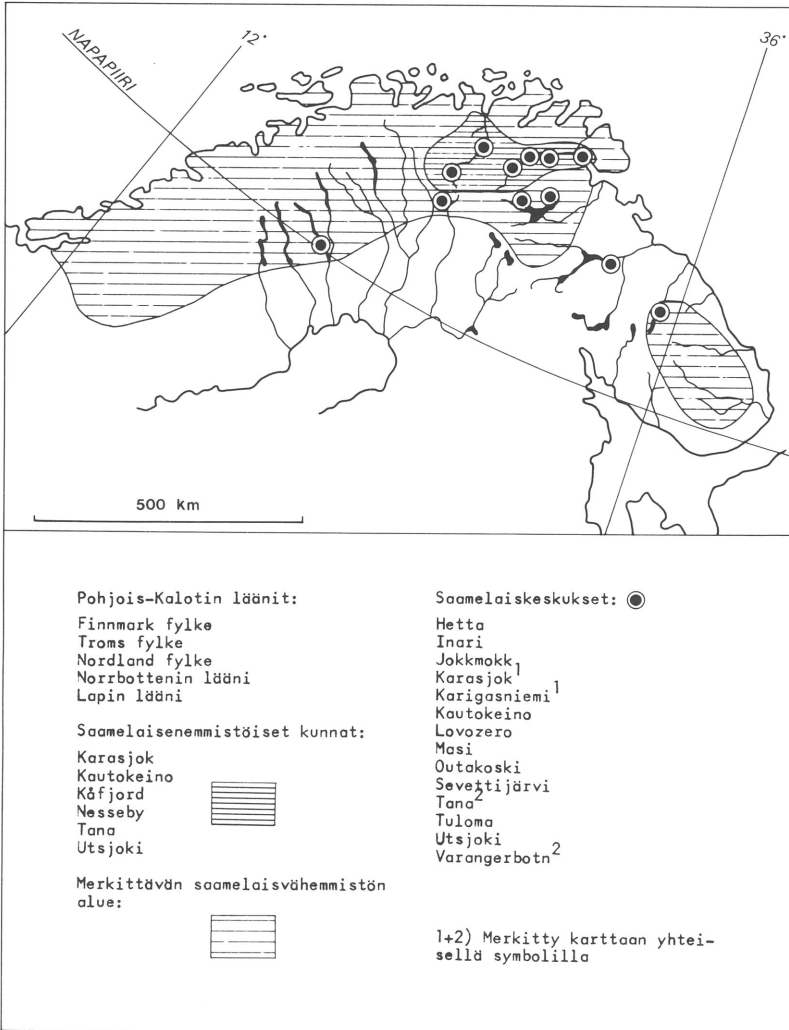 NAPAPIIRI
12°
36°
500 km
Pohjois-Kalotin läänit:
Finnmark fylke
Troms fylke
Nordland fylke
Norrbottenin lääni
Lapin lääni
Saamelaisenemmistöiset kunnat:
Karasjok
Kautokeino
Kåfjord
Nesseby
Tana
Utsjoki
Merkittävän saamelaisvähemmistön
alue:
Saamelaiskeskukset:
Hetta
Inari
Jokkmokk
Karasjok1
Karigasniemi1
Kautokeino
Lovozero
Masi
Outakoski
Sevettijärvi
Tana2
Tuloma
Utsjoki
Varangerbotn2
1+2) Merkitty karttaan yhtei-
sellä symbolilla